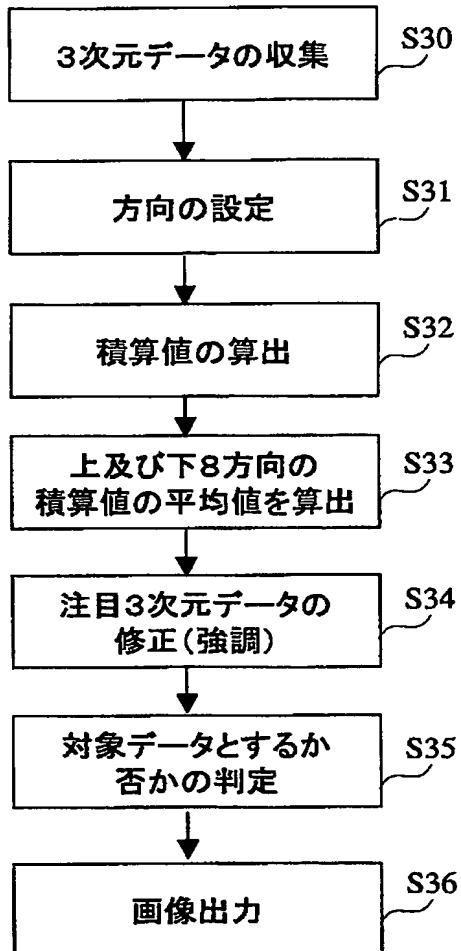 3次元データの収集
S30
方向の設定
S31
積算値の算出
S32
上及び下8方向の
積算値の平均値を算出
S33
注目3次元データの
修正(強調)
S34
対象データとするか
否かの判定
S35
画像出力
S36